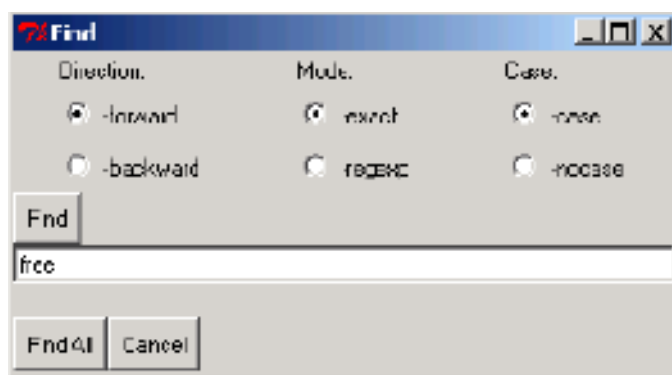 Find
Direction: Mode: Case:
-forward -exact -case
-backward -regexp -nocase
Find
free
Find All Cancel